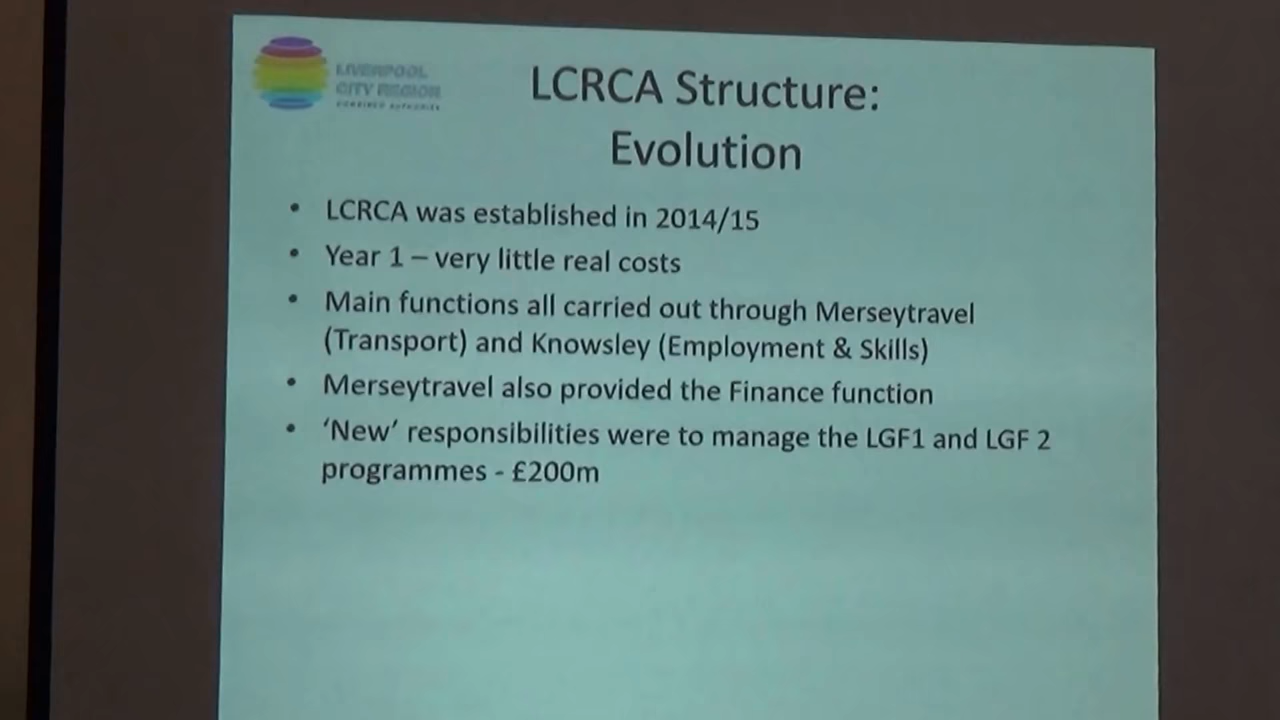 LIVERPOOL
CITY REGION
COMBINED AUTHORITY
LCRCA Structure:
Evolution
• LCRCA was established in 2014/15
• Year 1 – very little real costs
• Main functions all carried out through Merseytravel
(Transport) and Knowsley (Employment & Skills)
• Merseytravel also provided the Finance function
• ‘New’ responsibilities were to manage the LGF1 and LGF 2
programmes - £200m